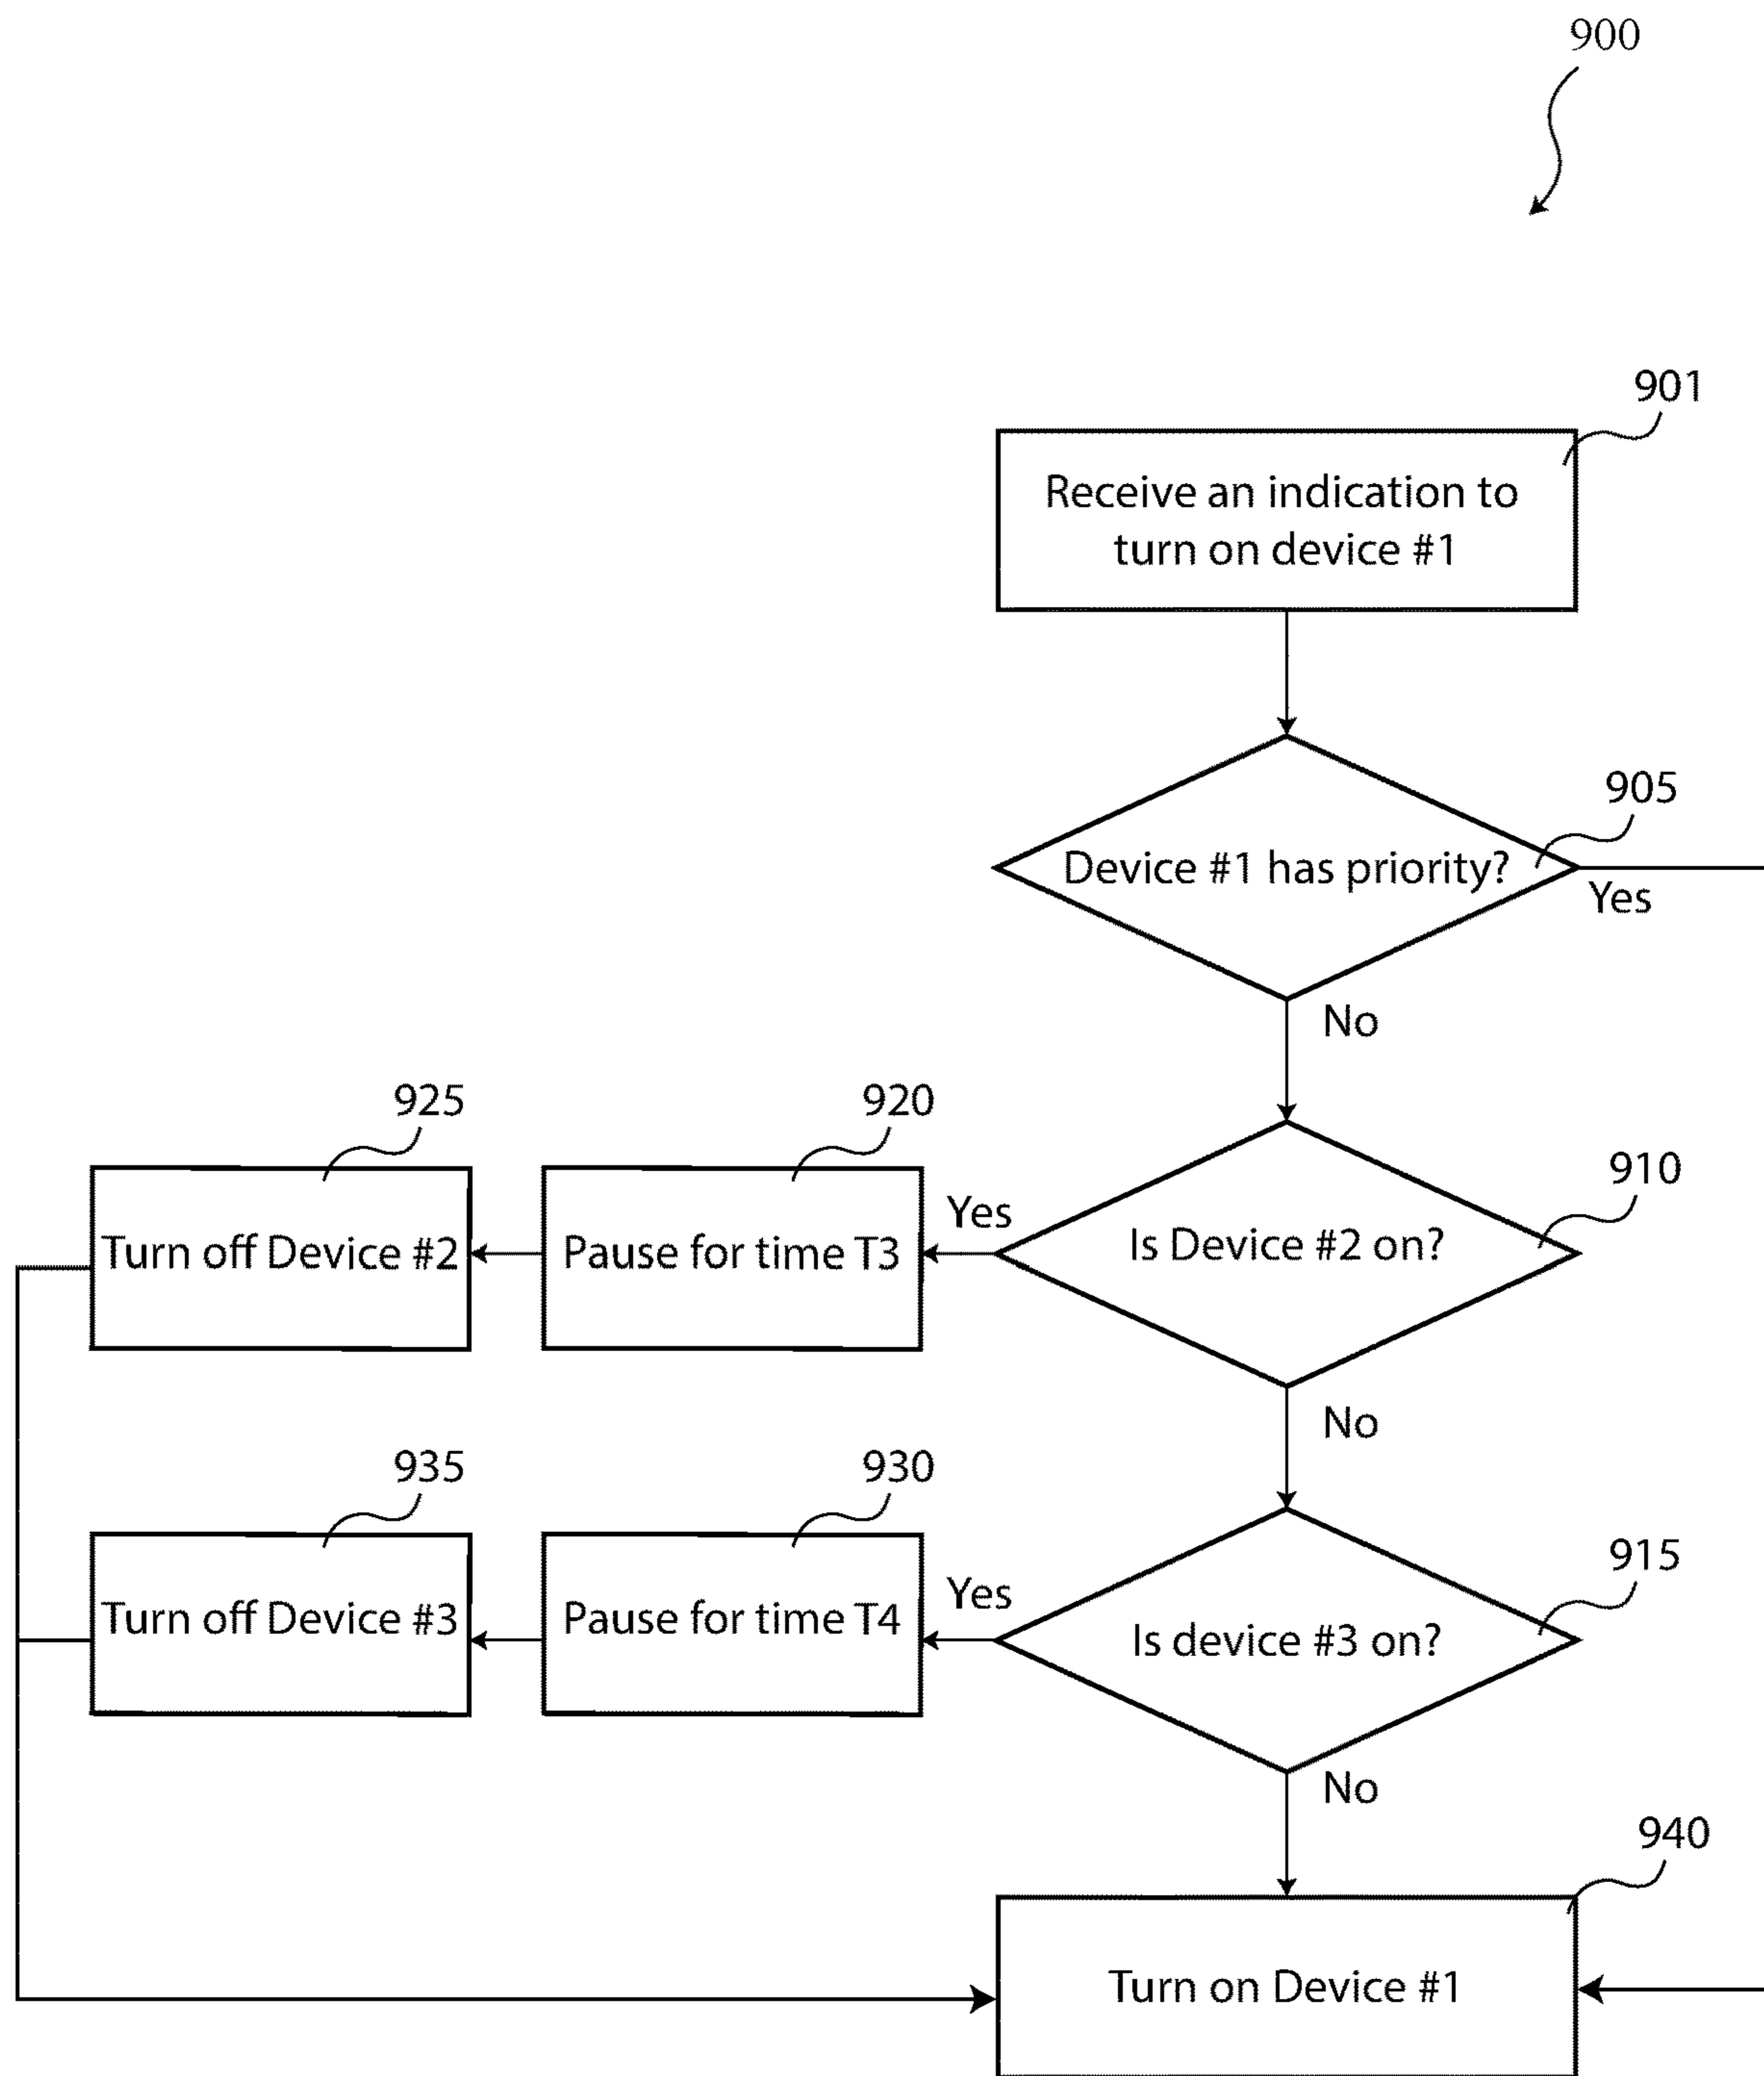 900
901
Receive an indication to
turn on device #1
905
Device #1 has priority?
Yes
No
925
920
910
Turn off Device #2
Pause for time T3
Yes
Is Device #2 on?
No
935
930
915
Turn off Device #3
Pause for time T4
Yes
Is device #3 on?
No
940
Turn on Device #1